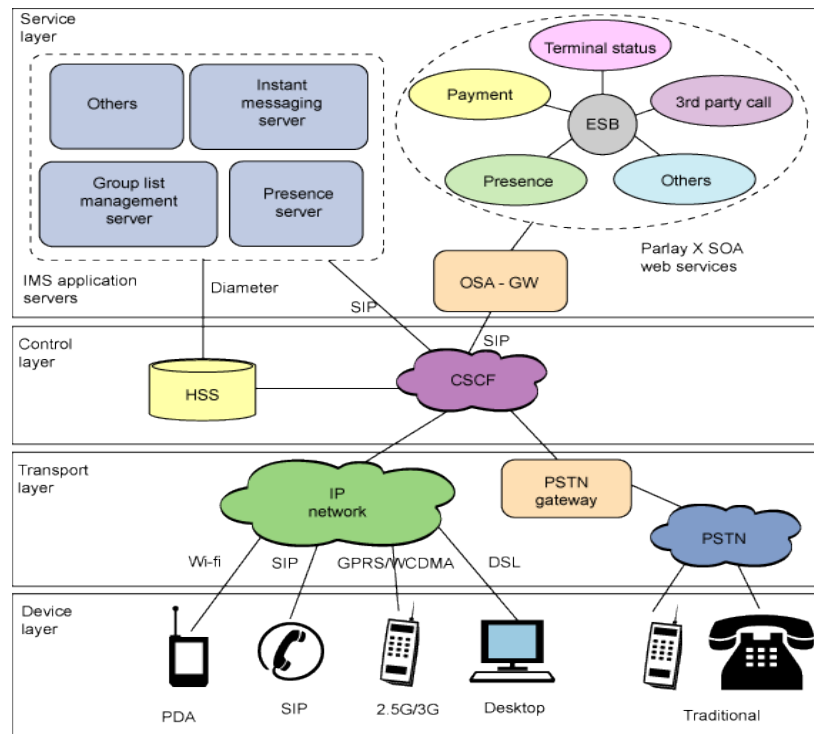 Service
layer
Others
Instant
messaging
server
Group list
management
server
Presence
server
IMS application
servers
Terminal status
Payment
3rd party call
ESB
Presence
Others
Parlay X SOA
web services
OSA - GW
Diameter
SIP
SIP
Control
layer
HSS
CSCF
Transport
layer
IP
network
PSTN
gateway
PSTN
Wi-fi
SIP
GPRS/WCDMA
DSL
Device
layer
PDA
SIP
2.5G/3G
Desktop
Traditional